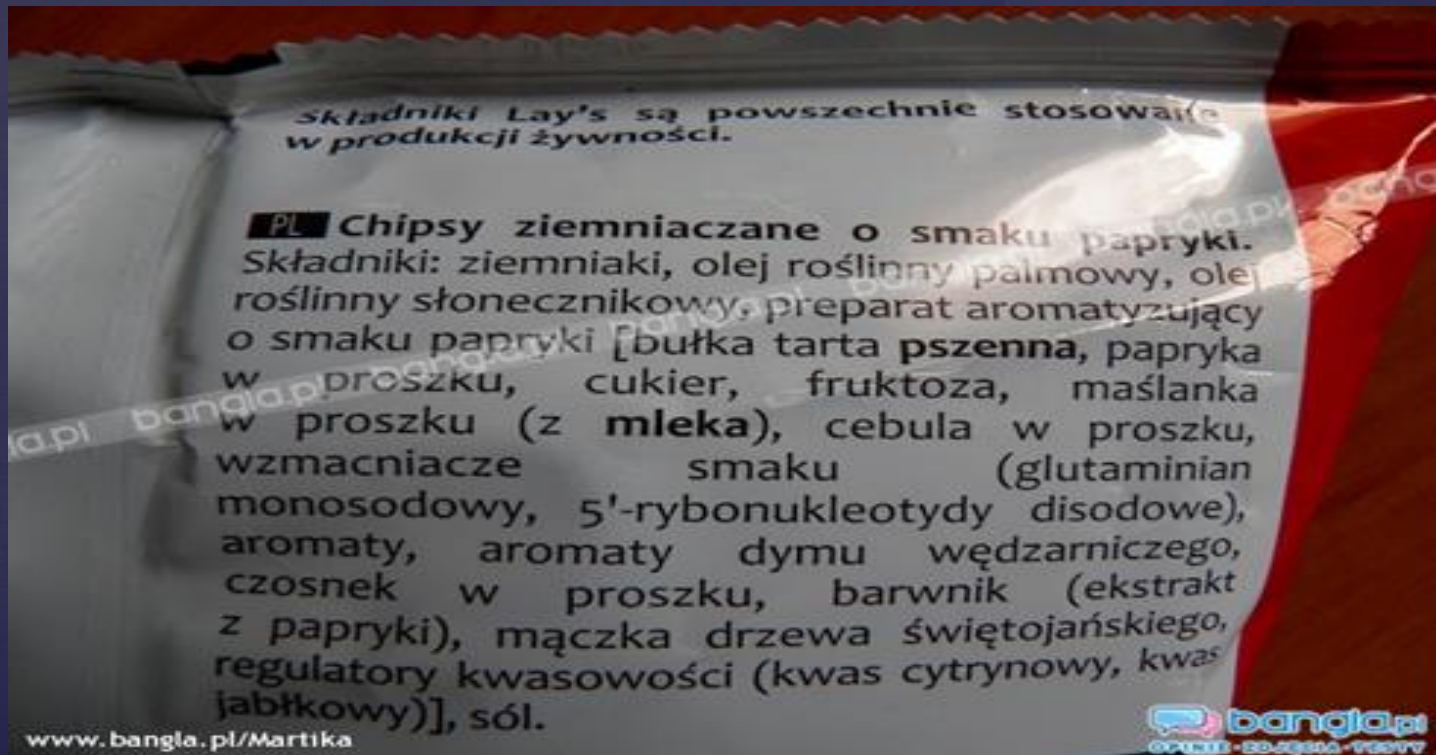 Składniki Lay's są powszechnie stosowane
w produkcji żywności.
PL Chipsy ziemniaczane o smaku papryki.
Składniki: ziemniaki, olej roślinny palmowy, olej
roślinny słonecznikowy, preparat aromatyzujący
o smaku papryki [bułka tarta pszenna, papryka
w proszku, cukier, fruktoza, maślanka
w proszku (z mleka), cebula w proszku,
wzmacniacze smaku (glutaminian
monosodowy, 5'-rybonukleotydy disodowe),
aromaty, aromaty dymu wędzarniczego,
czosnek w proszku, barwnik (ekstrakt
z papryki), mączka drzewa świętojańskiego,
regulatory kwasowości (kwas cytrynowy, kwas
jabłkowy)], sól.
bangla.pl
www.bangla.pl/Martika
bangla.pl